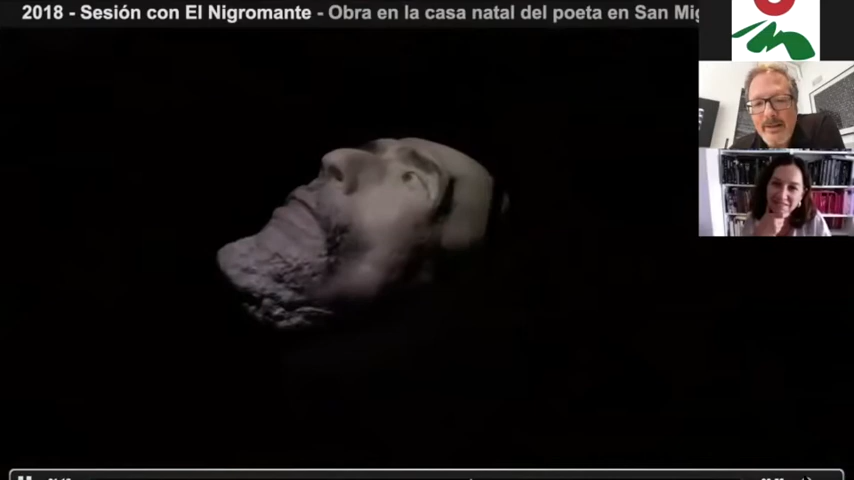 2018 - Sesión con El Nigromante - Obra en la casa natal del poeta en San Mig